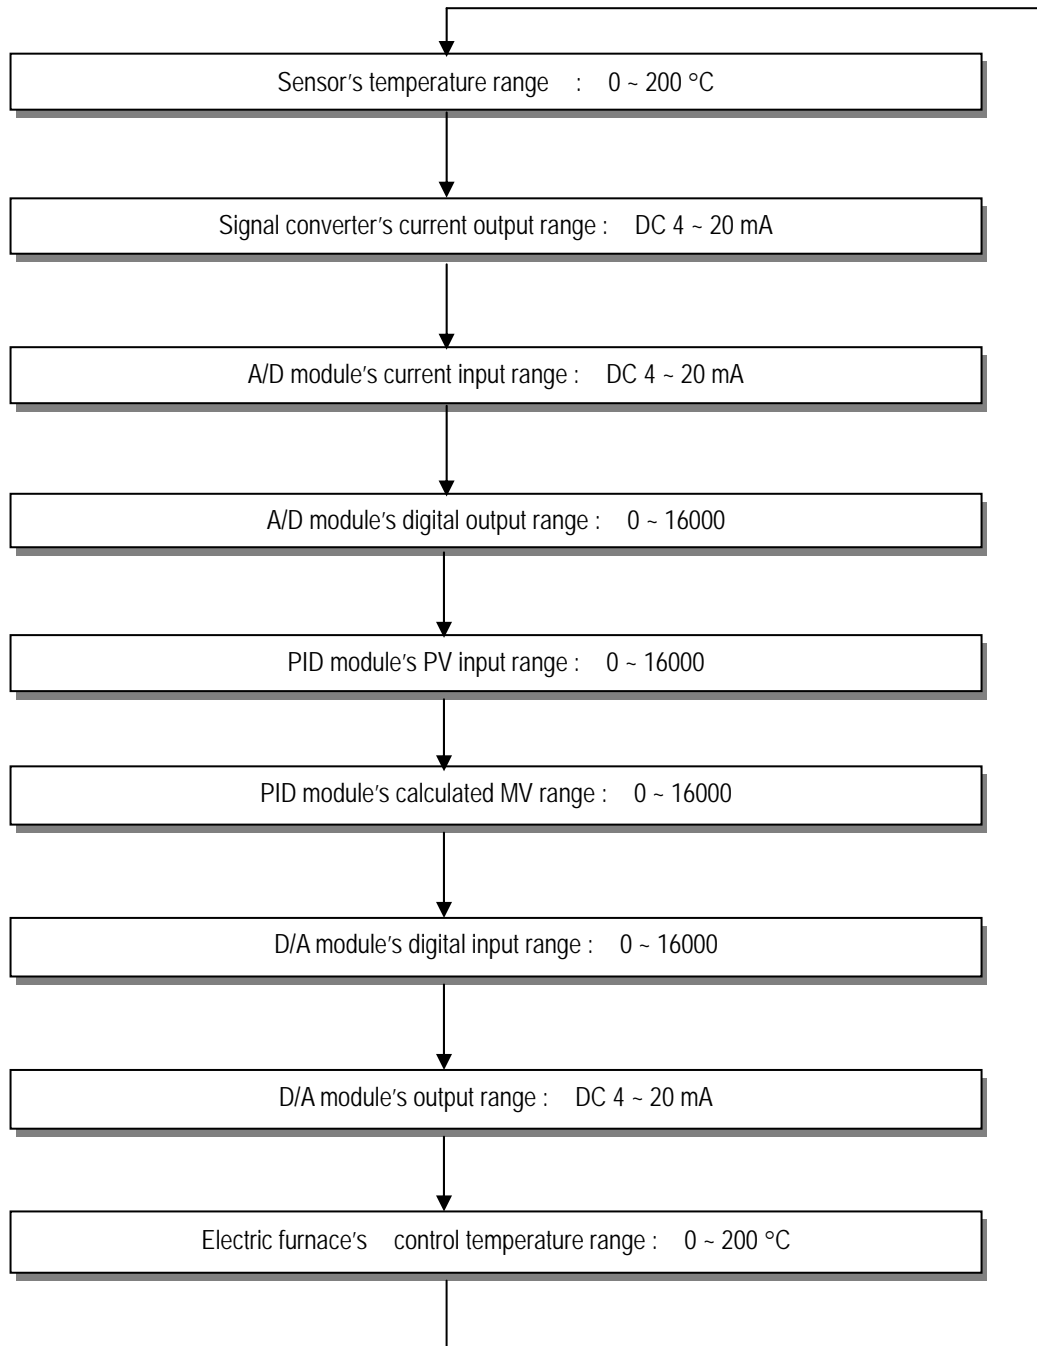 Sensor's temperature range : 0 ~ 200 °C
Signal converter's current output range : DC 4 ~ 20 mA
A/D module's current input range : DC 4 ~ 20 mA
A/D module's digital output range : 0 ~ 16000
PID module's PV input range : 0 ~ 16000
PID module's calculated MV range : 0 ~ 16000
D/A module's digital input range : 0 ~ 16000
D/A module's output range : DC 4 ~ 20 mA
Electric furnace's control temperature range : 0 ~ 200 °C